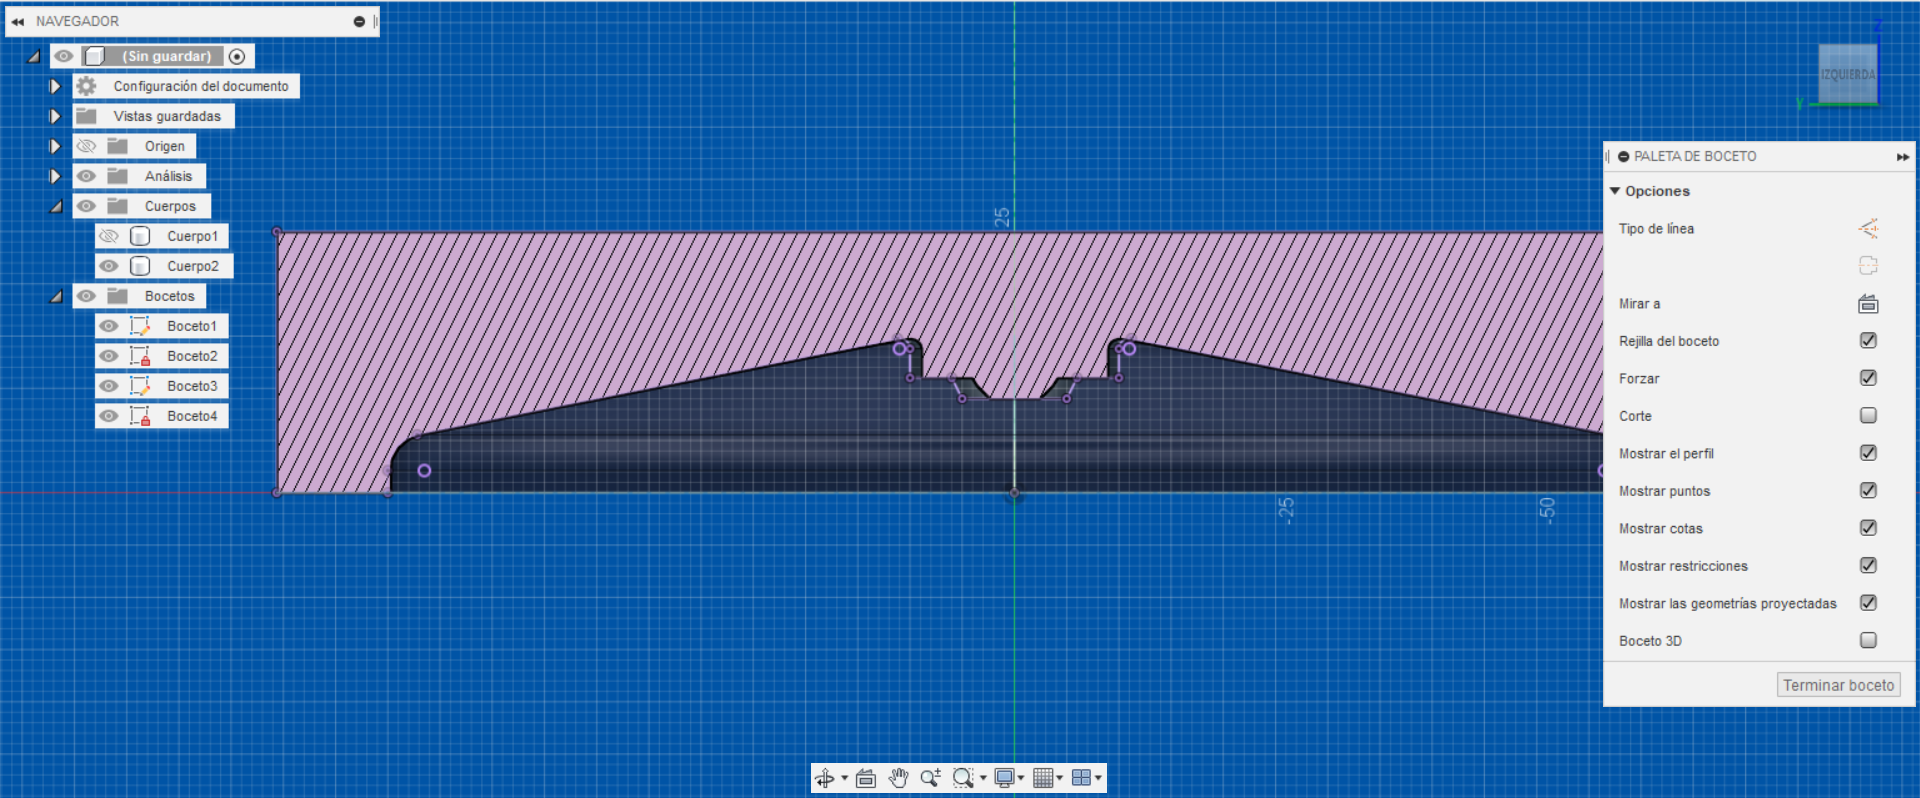 NAVEGADOR
(Sin guardar)
Configuración del documento
Vistas guardadas
Origen
Análisis
Cuerpos
Cuerpo1
Cuerpo2
Bocetos
Boceto1
Boceto2
Boceto3
Boceto4
25
-25
-50
Z
IZQUIERDA
Y
PALETA DE BOCETO
Opciones
Tipo de línea
Mirar a
Rejilla del boceto
Forzar
Corte
Mostrar el perfil
Mostrar puntos
Mostrar cotas
Mostrar restricciones
Mostrar las geometrías proyectadas
Boceto 3D
Terminar boceto